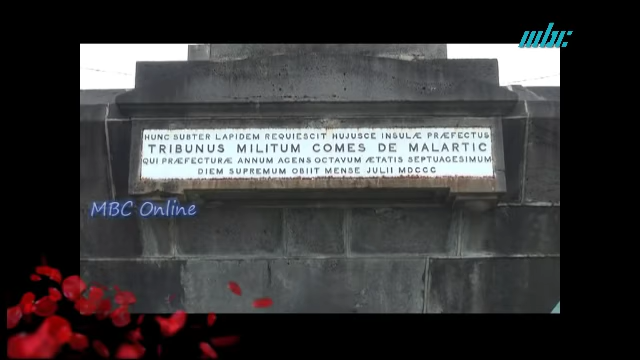 mbc
HUNC SUBTER LAPIDEM REQUIESCIT HUJUSCE INSULÆ PRÆFECTUS
TRIBUNUS MILITUM COMES DE MALARTIC
QUI PRÆFECTURÆ ANNUM AGENS OCTAVUM ÆTATIS SEPTUAGESIMUM
DIEM SUPREMUM OBIIT MENSE JULII MDCCC
MBC Online